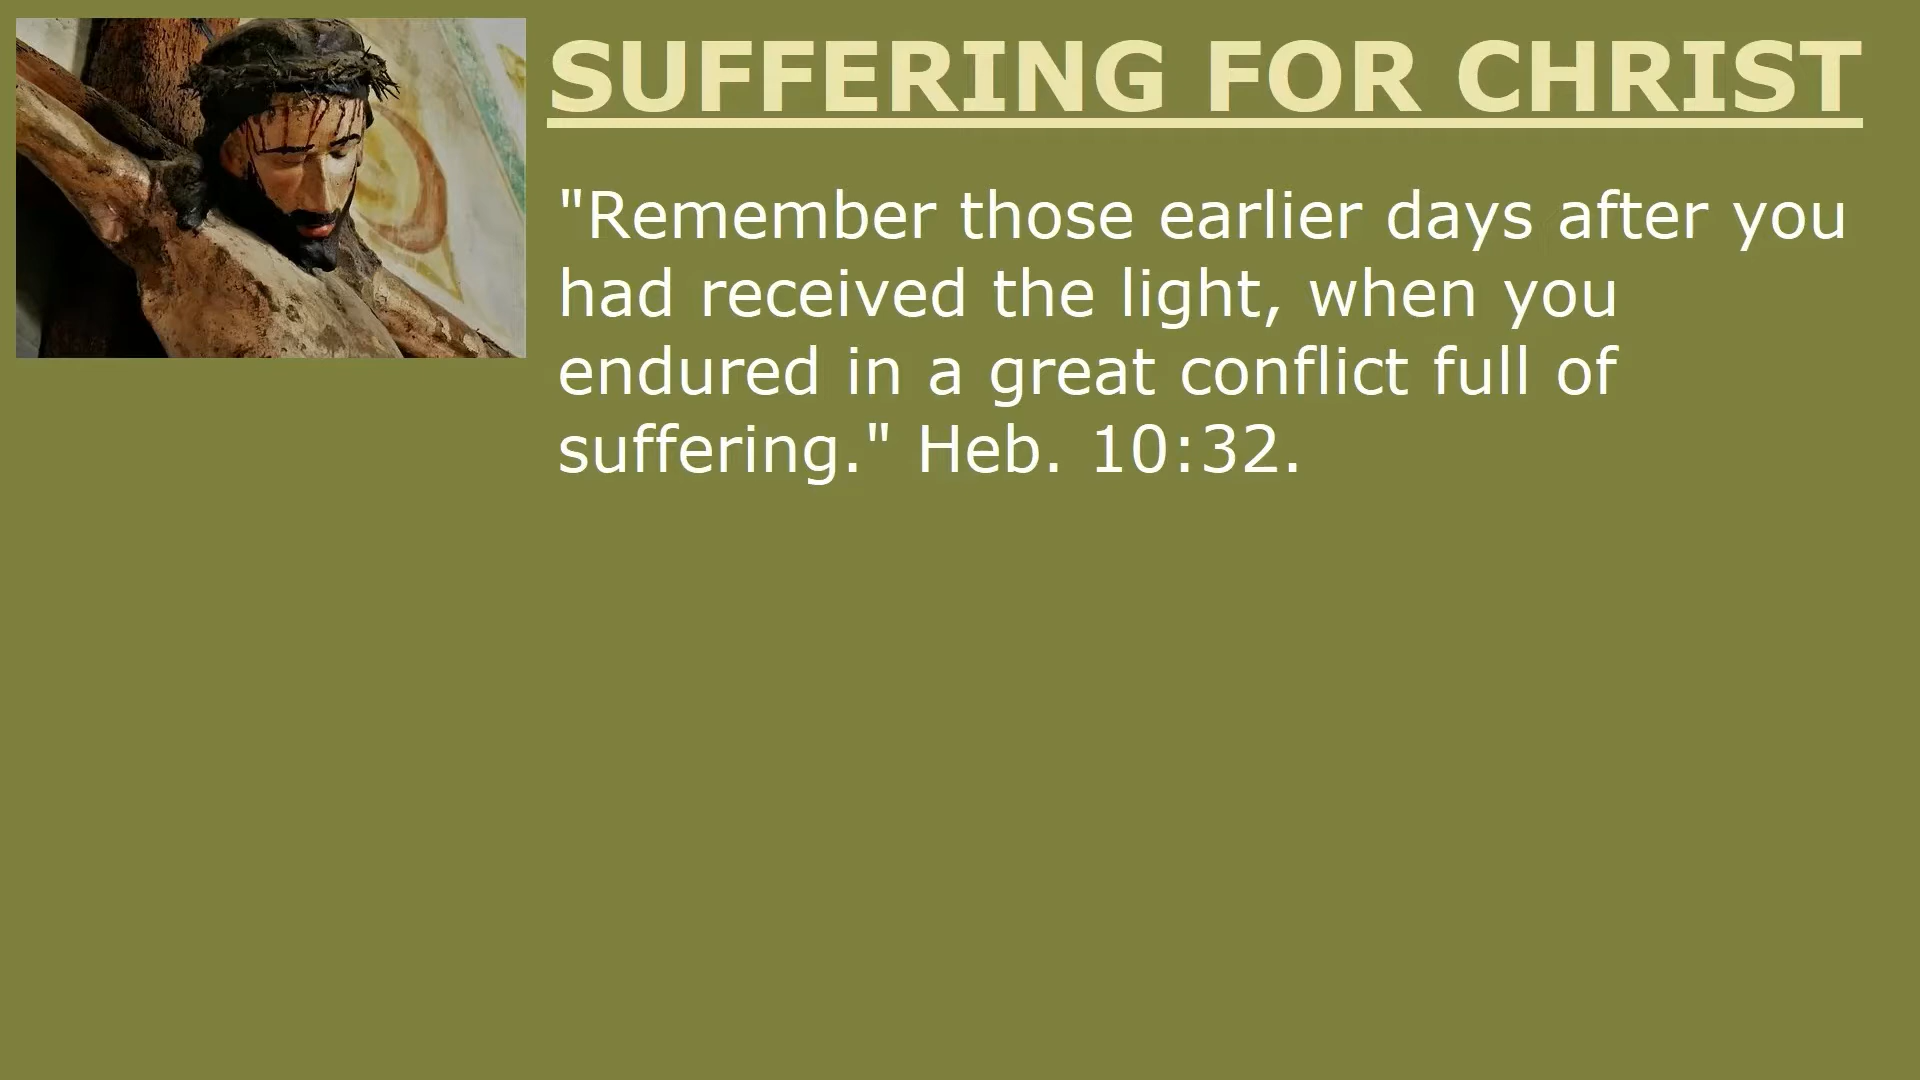 SUFFERING FOR CHRIST
"Remember those earlier days after you
had received the light, when you
endured in a great conflict full of
suffering." Heb. 10:32.